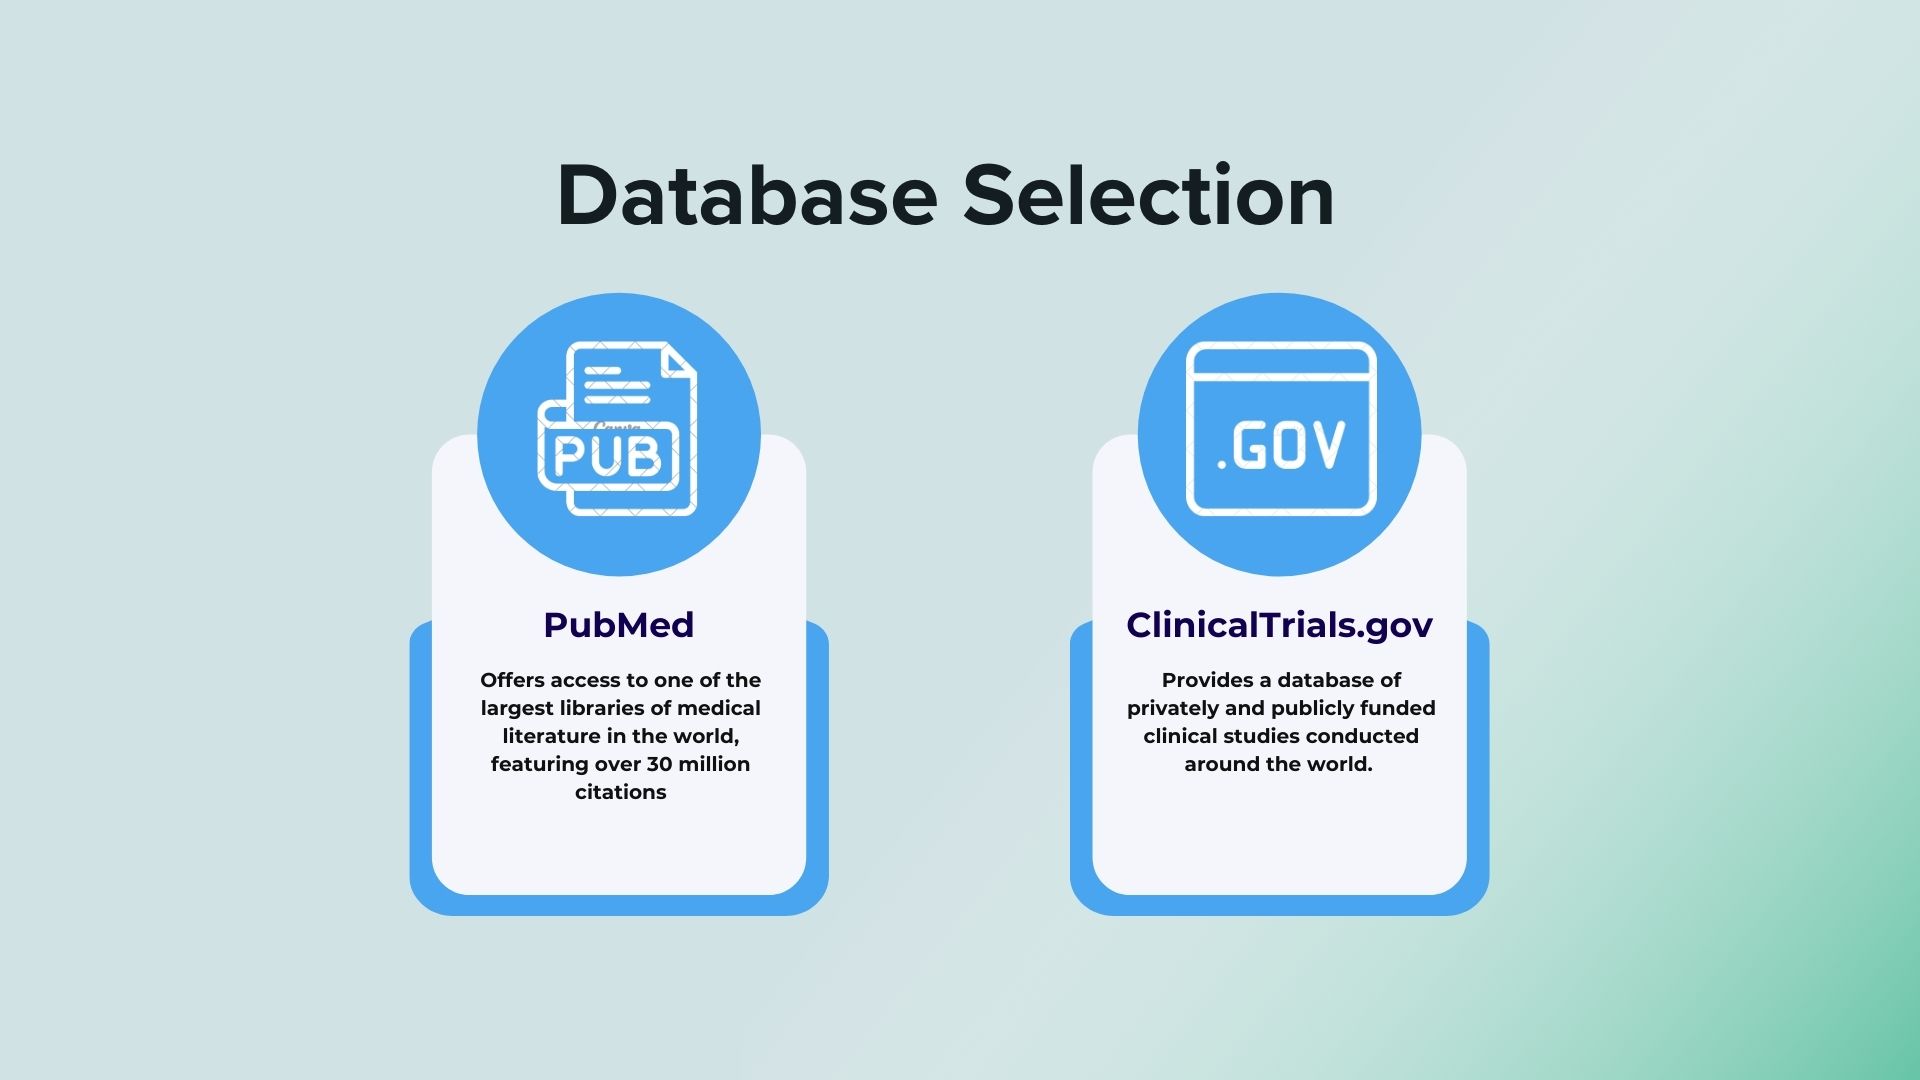 Database Selection
PUB
Canva
.GOV
PubMed
Offers access to one of the
largest libraries of medical
literature in the world,
featuring over 30 million
citations
ClinicalTrials.gov
Provides a database of
privately and publicly funded
clinical studies conducted
around the world.